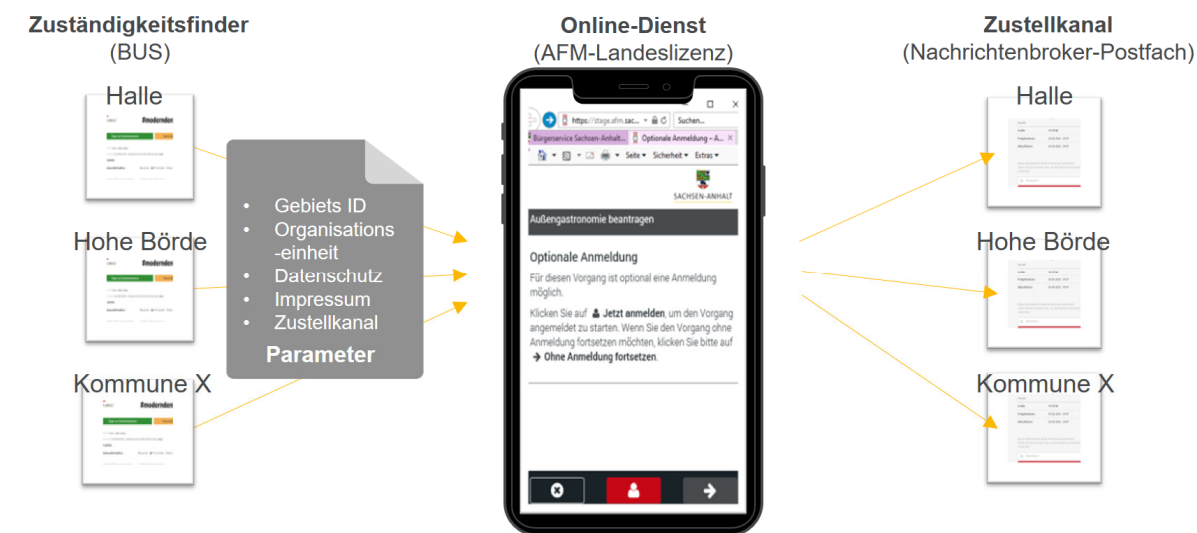 Zuständigkeitsfinder
(BUS)
Halle
#modernden
Hohe Börde
#modernden
Kommune X
#modernden
• Gebiets ID
• Organisations
-einheit
• Datenschutz
• Impressum
• Zustellkanal
Parameter
Online-Dienst
(AFM-Landeslizenz)
https://stage.afm.sac...
Suchen...
Bürgerservice Sachsen-Anhalt...
Optionale Anmeldung – A...
Seite Sicherheit Extras
SACHSEN-ANHALT
Außengastronomie beantragen
Optionale Anmeldung
Für diesen Vorgang ist optional eine Anmeldung
möglich.
Klicken Sie auf Jetzt anmelden, um den Vorgang
angemeldet zu starten. Wenn Sie den Vorgang ohne
Anmeldung fortsetzen möchten, klicken Sie bitte auf
→ Ohne Anmeldung fortsetzen.
Zustellkanal
(Nachrichtenbroker-Postfach)
Halle
Hohe Börde
Kommune X